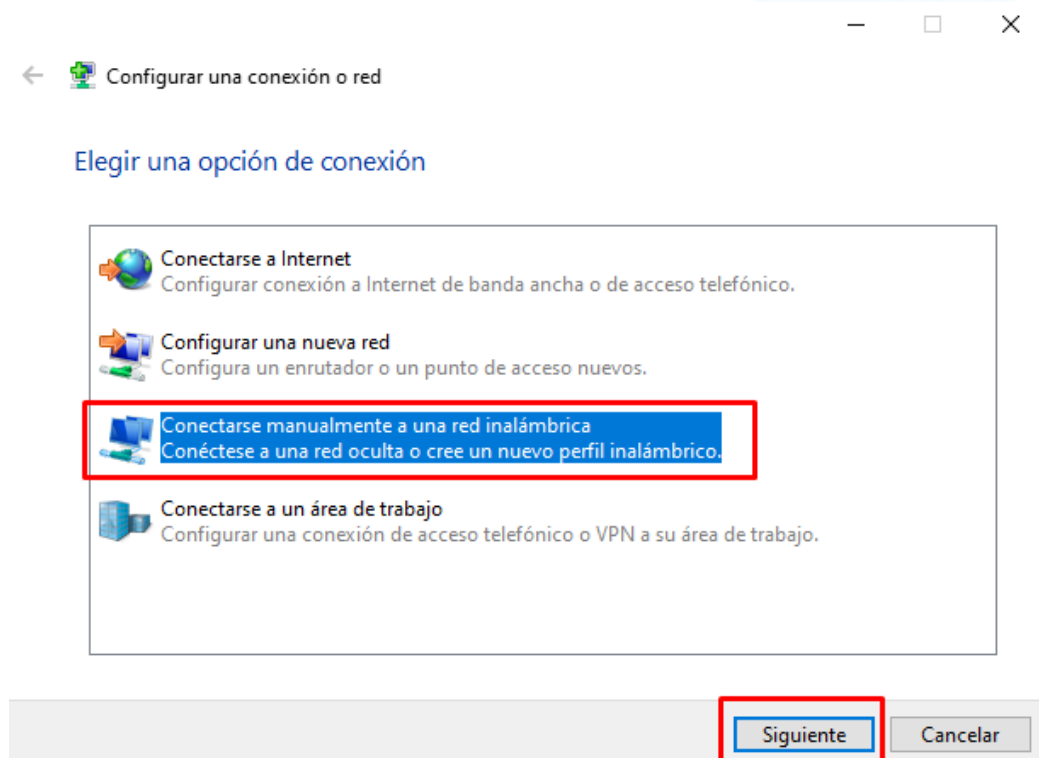 Configurar una conexión o red
Elegir una opción de conexión
Conectarse a Internet
Configurar conexión a Internet de banda ancha o de acceso telefónico.
Configurar una nueva red
Configura un enrutador o un punto de acceso nuevos.
Conectarse manualmente a una red inalámbrica
Conéctese a una red oculta o cree un nuevo perfil inalámbrico.
Conectarse a un área de trabajo
Configurar una conexión de acceso telefónico o VPN a su área de trabajo.
Siguiente
Cancelar